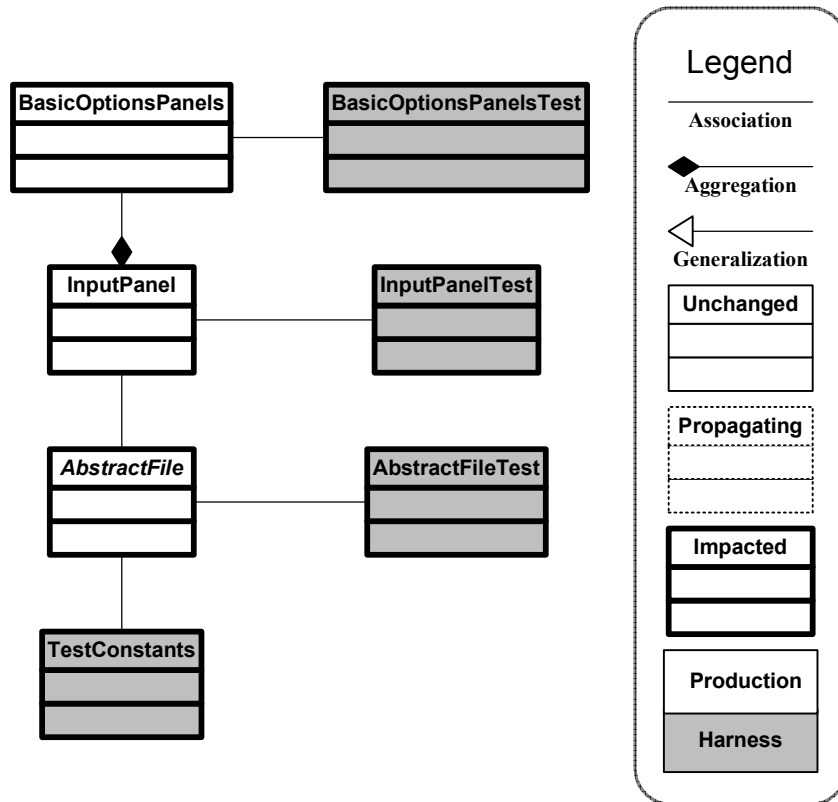 BasicOptionsPanels
BasicOptionsPanelsTest
InputPanel
InputPanelTest
AbstractFile
AbstractFileTest
TestConstants
Legend
Association
Aggregation
Generalization
Unchanged
Propagating
Impacted
Production
Harness